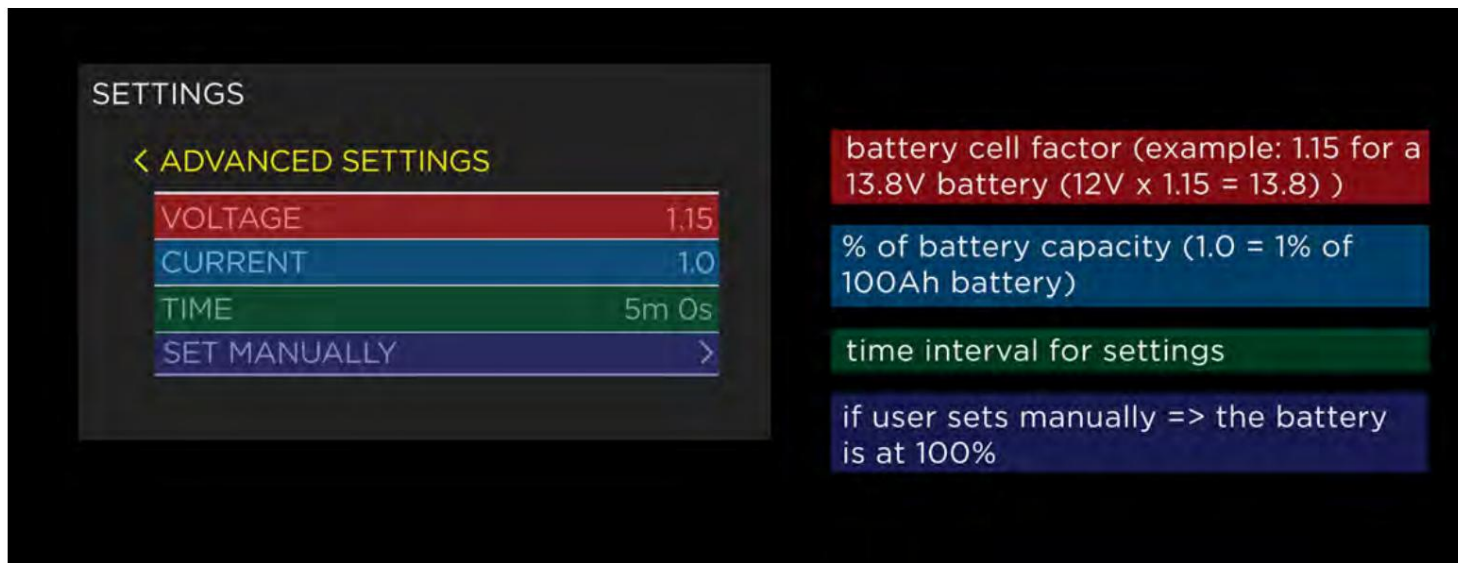 SETTINGS
< ADVANCED SETTINGS
VOLTAGE 1.15
CURRENT 1.0
TIME 5m 0s
SET MANUALLY >
battery cell factor (example: 1.15 for a
13.8V battery (12V x 1.15 = 13.8) )
% of battery capacity (1.0 = 1% of
100Ah battery)
time interval for settings
if user sets manually => the battery
is at 100%